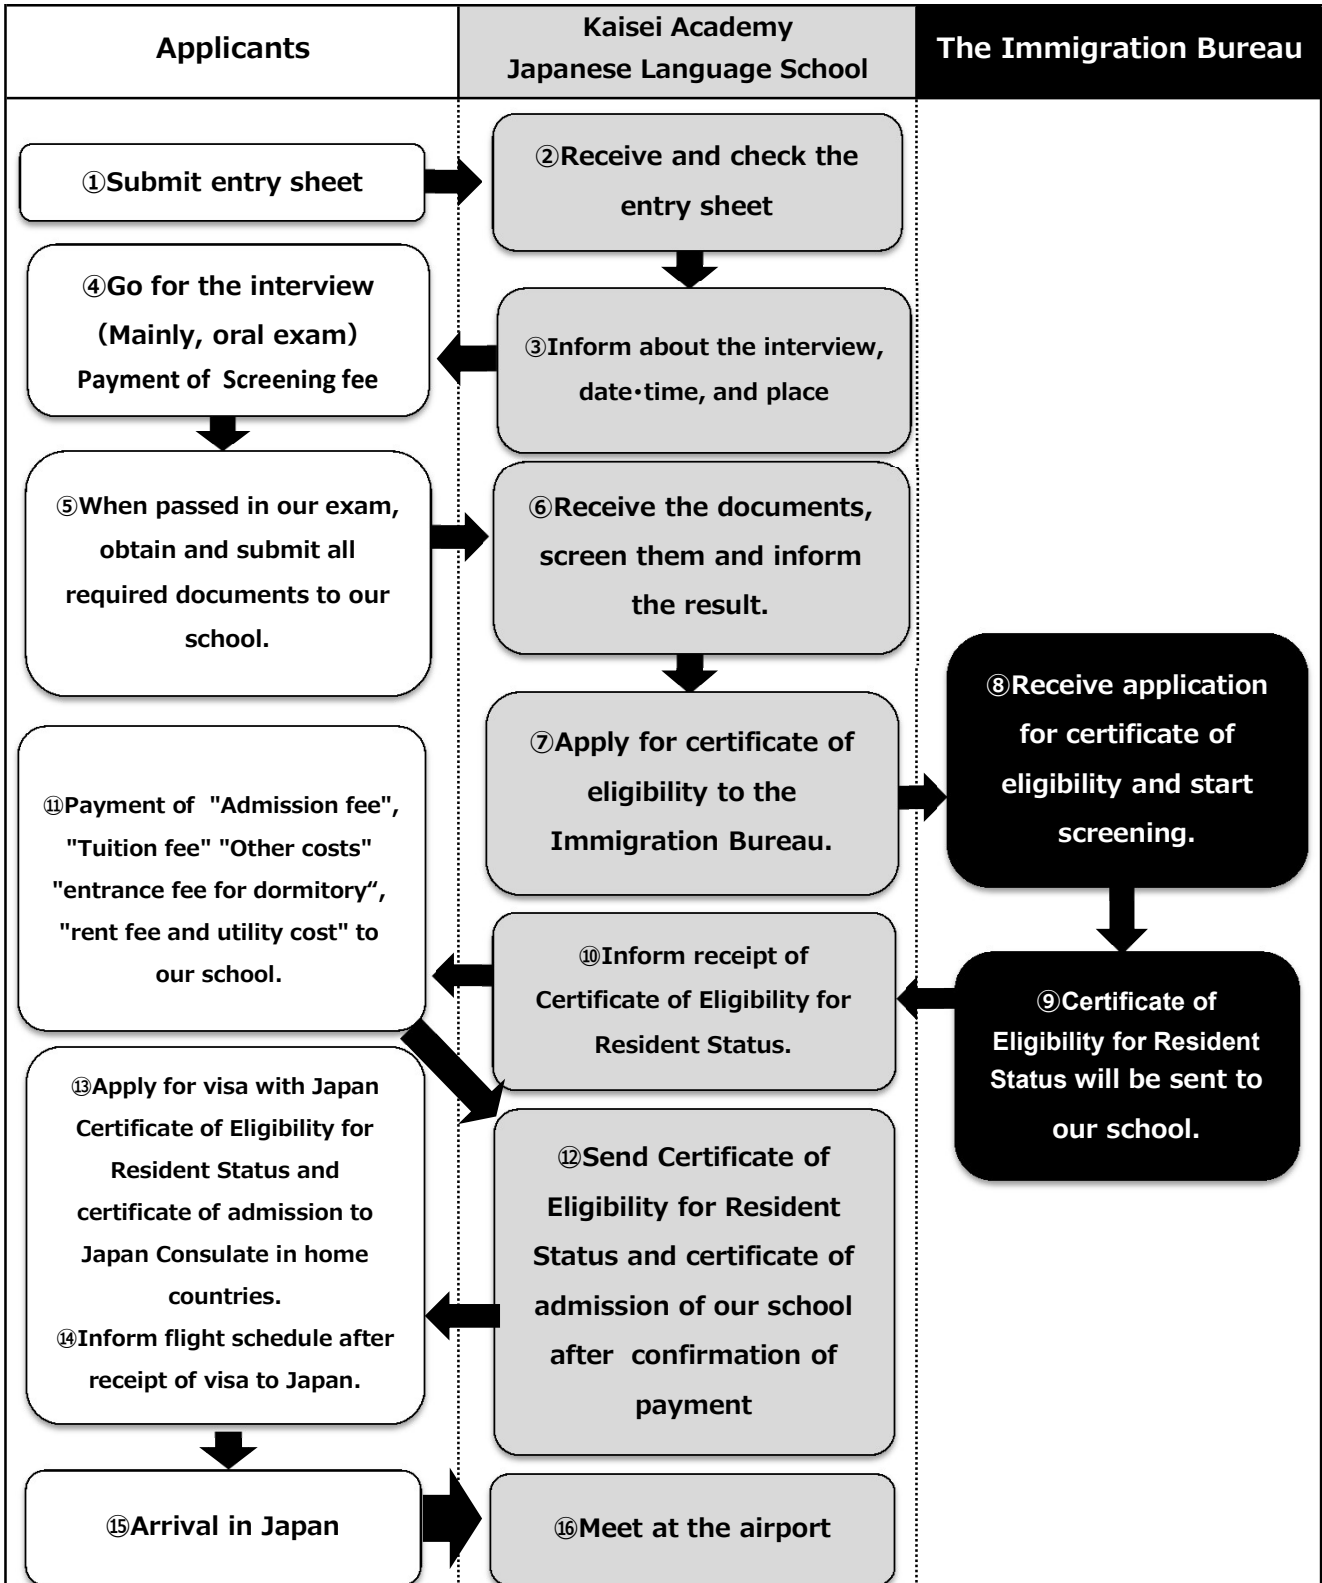 Applicants
Kaisei Academy
Japanese Language School
The Immigration Bureau
①Submit entry sheet
②Receive and check the
entry sheet
③Inform about the interview,
date･time, and place
④Go for the interview
(Mainly, oral exam)
Payment of Screening fee
⑤When passed in our exam,
obtain and submit all
required documents to our
school.
⑥Receive the documents,
screen them and inform
the result.
⑦Apply for certificate of
eligibility to the
Immigration Bureau.
⑧Receive application
for certificate of
eligibility and start
screening.
⑨Certificate of
Eligibility for Resident
Status will be sent to
our school.
⑩Inform receipt of
Certificate of Eligibility for
Resident Status.
⑪Payment of "Admission fee",
"Tuition fee" "Other costs"
"entrance fee for dormitory“,
"rent fee and utility cost" to
our school.
⑫Send Certificate of
Eligibility for Resident
Status and certificate of
admission of our school
after confirmation of
payment
⑬Apply for visa with Japan
Certificate of Eligibility for
Resident Status and
certificate of admission to
Japan Consulate in home
countries.
⑭Inform flight schedule after
receipt of visa to Japan.
⑮Arrival in Japan
⑯Meet at the airport